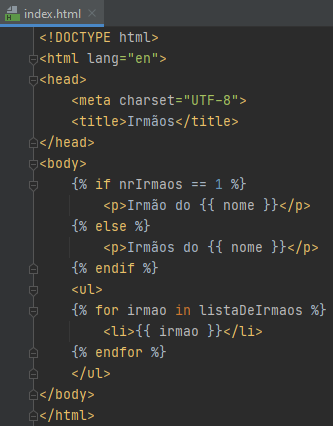 index.html
<!DOCTYPE html>
<html lang="en">
<head>
    <meta charset="UTF-8">
    <title>Irmãos</title>
</head>
<body>
    {% if nrIrmaos == 1 %}
        <p>Irmão do {{ nome }}</p>
    {% else %}
        <p>Irmãos do {{ nome }}</p>
    {% endif %}
    <ul>
    {% for irmao in listaDeIrmaos %}
        <li>{{ irmao }}</li>
    {% endfor %}
    </ul>
</body>
</html>